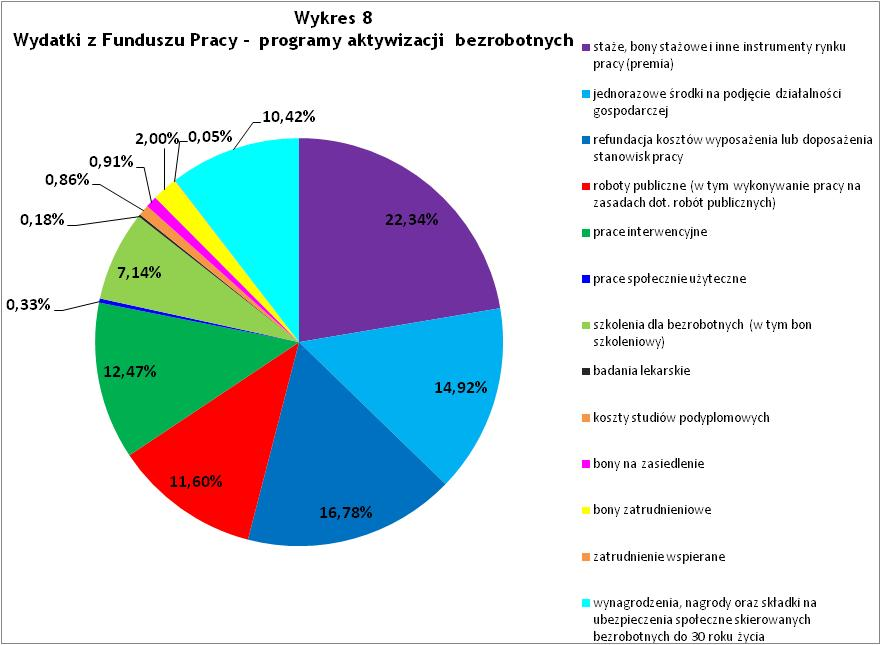 Wykres 8
Wydatki z Funduszu Pracy - programy aktywizacji bezrobotnych
22,34%
14,92%
16,78%
11,60%
12,47%
0,33%
7,14%
0,18%
0,86%
0,91%
2,00%
0,05%
10,42%
staże, bony stażowe i inne instrumenty rynku
pracy (premia)
jednorazowe środki na podjęcie działalności
gospodarczej
refundacja kosztów wyposażenia lub doposażenia
stanowisk pracy
roboty publiczne (w tym wykonywanie pracy na
zasadach dot. robót publicznych)
prace interwencyjne
prace społecznie użyteczne
szkolenia dla bezrobotnych (w tym bon
szkoleniowy)
badania lekarskie
koszty studiów podyplomowych
bony na zasiedlenie
bony zatrudnieniowe
zatrudnienie wspierane
wynagrodzenia, nagrody oraz składki na
ubezpieczenia społeczne skierowanych
bezrobotnych do 30 roku życia